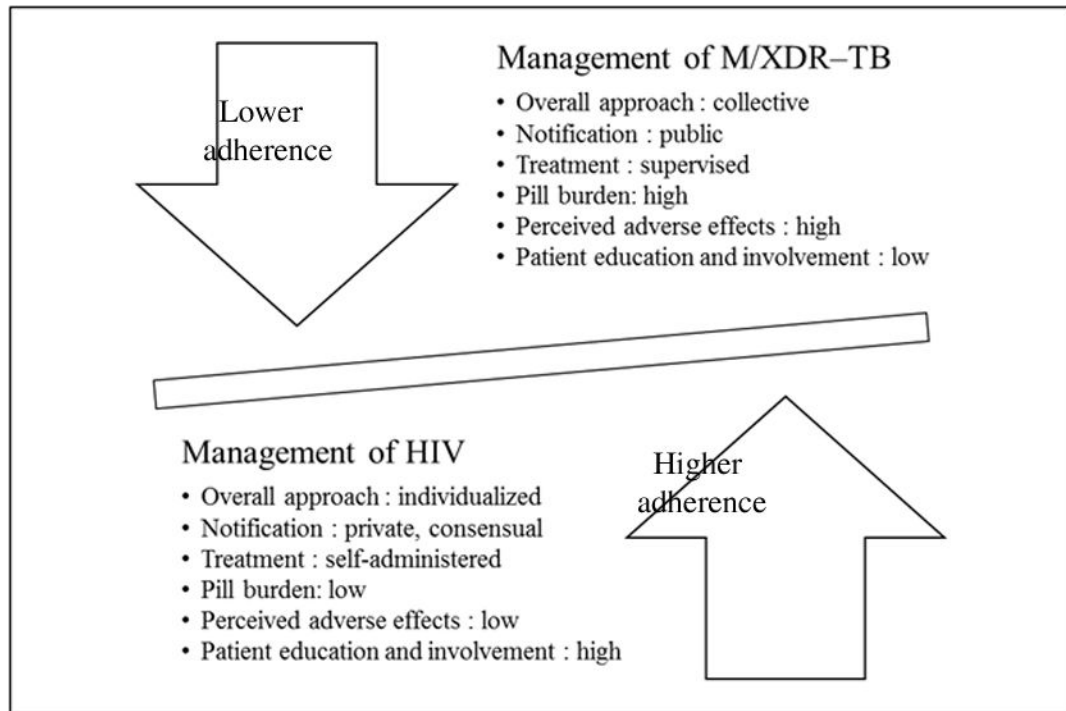 Lower
adherence
Management of M/XDR–TB
• Overall approach : collective
• Notification : public
• Treatment : supervised
• Pill burden: high
• Perceived adverse effects : high
• Patient education and involvement : low
Management of HIV
• Overall approach : individualized
• Notification : private, consensual
• Treatment : self-administered
• Pill burden: low
• Perceived adverse effects : low
• Patient education and involvement : high
Higher
adherence